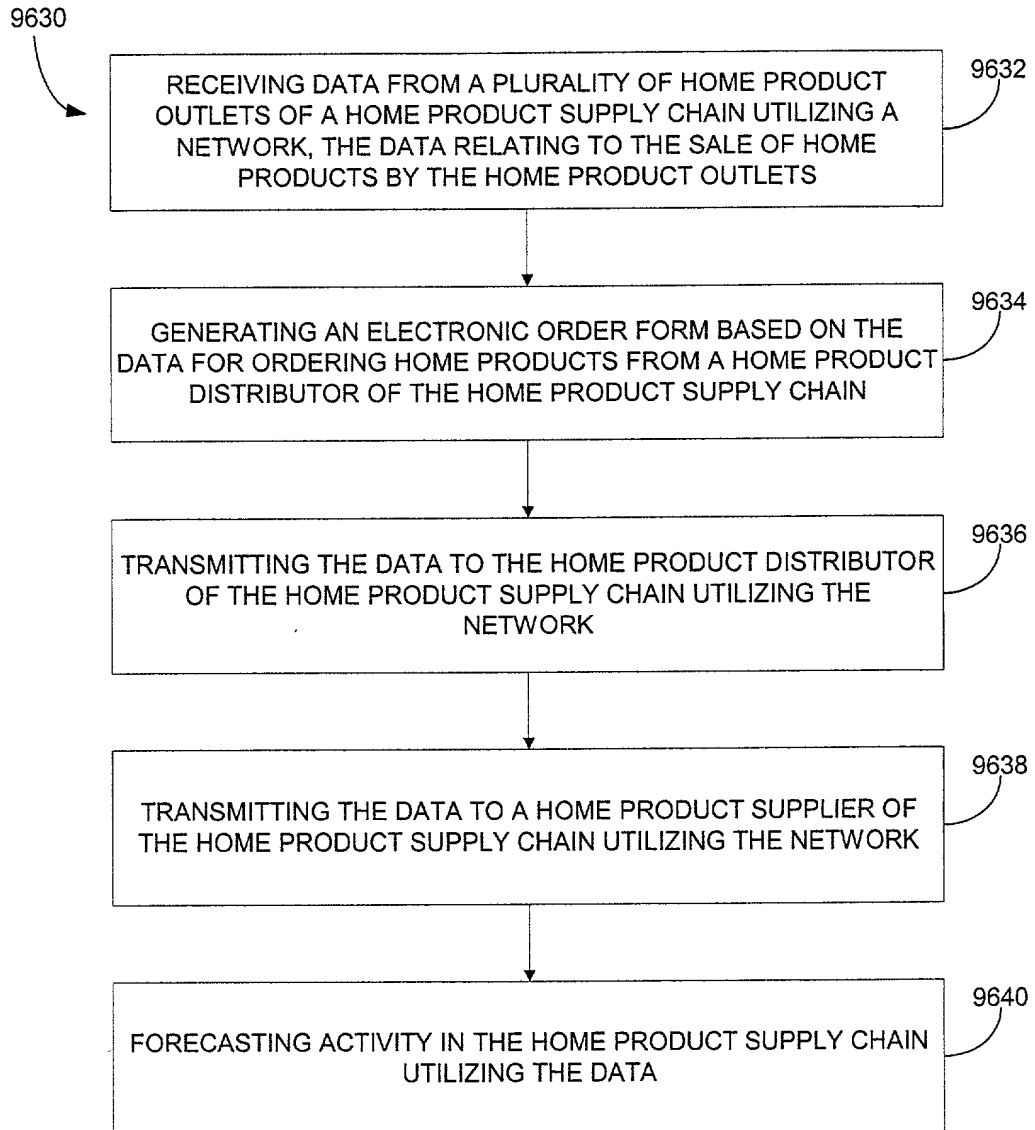 9630
RECEIVING DATA FROM A PLURALITY OF HOME PRODUCT
OUTLETS OF A HOME PRODUCT SUPPLY CHAIN UTILIZING A
NETWORK, THE DATA RELATING TO THE SALE OF HOME
PRODUCTS BY THE HOME PRODUCT OUTLETS
9632
GENERATING AN ELECTRONIC ORDER FORM BASED ON THE
DATA FOR ORDERING HOME PRODUCTS FROM A HOME PRODUCT
DISTRIBUTOR OF THE HOME PRODUCT SUPPLY CHAIN
9634
TRANSMITTING THE DATA TO THE HOME PRODUCT DISTRIBUTOR
OF THE HOME PRODUCT SUPPLY CHAIN UTILIZING THE
NETWORK
9636
TRANSMITTING THE DATA TO A HOME PRODUCT SUPPLIER OF
THE HOME PRODUCT SUPPLY CHAIN UTILIZING THE NETWORK
9638
FORECASTING ACTIVITY IN THE HOME PRODUCT SUPPLY CHAIN
UTILIZING THE DATA
9640